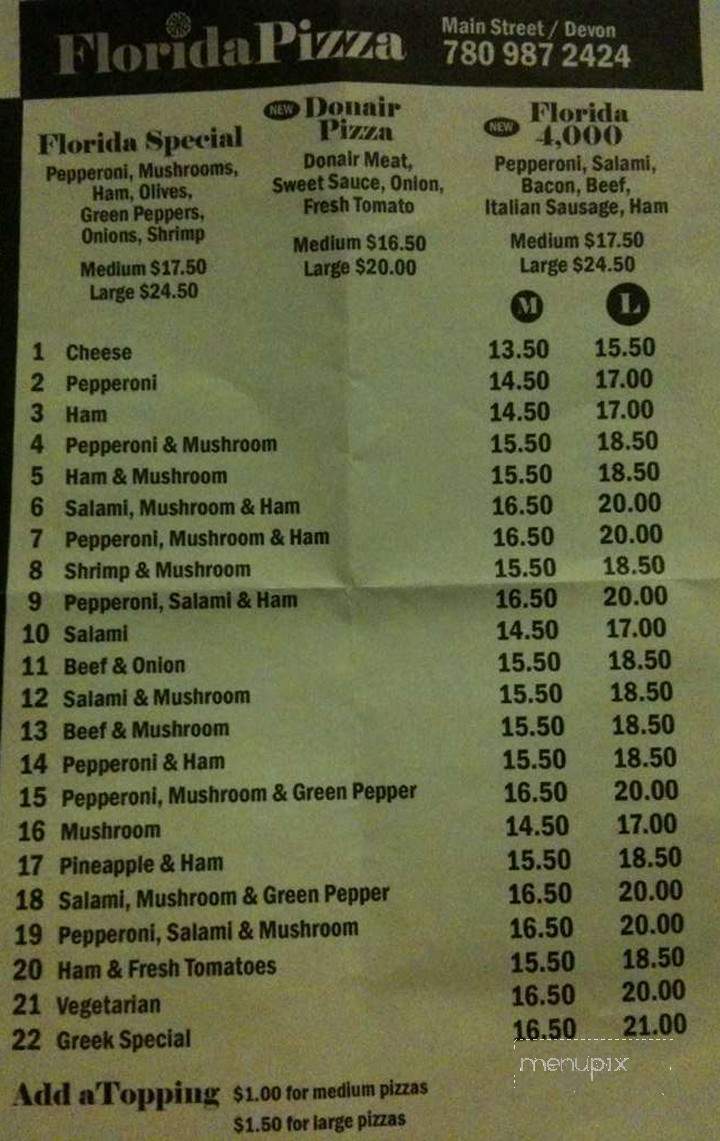 Florida Pizza
Main Street / Devon
780 987 2424
Florida Special
Pepperoni, Mushrooms,
Ham, Olives,
Green Peppers,
Onions, Shrimp
Medium $17.50
Large $24.50
NEW Donair
Pizza
Donair Meat,
Sweet Sauce, Onion,
Fresh Tomato
Medium $16.50
Large $20.00
NEW Florida
4,000
Pepperoni, Salami,
Bacon, Beef,
Italian Sausage, Ham
Medium $17.50
Large $24.50
M L
1 Cheese 13.50 15.50
2 Pepperoni 14.50 17.00
3 Ham 14.50 17.00
4 Pepperoni & Mushroom 15.50 18.50
5 Ham & Mushroom 15.50 18.50
6 Salami, Mushroom & Ham 16.50 20.00
7 Pepperoni, Mushroom & Ham 16.50 20.00
8 Shrimp & Mushroom 15.50 18.50
9 Pepperoni, Salami & Ham 16.50 20.00
10 Salami 14.50 17.00
11 Beef & Onion 15.50 18.50
12 Salami & Mushroom 15.50 18.50
13 Beef & Mushroom 15.50 18.50
14 Pepperoni & Ham 15.50 18.50
15 Pepperoni, Mushroom & Green Pepper 16.50 20.00
16 Mushroom 14.50 17.00
17 Pineapple & Ham 15.50 18.50
18 Salami, Mushroom & Green Pepper 16.50 20.00
19 Pepperoni, Salami & Mushroom 16.50 20.00
20 Ham & Fresh Tomatoes 15.50 18.50
21 Vegetarian 16.50 20.00
22 Greek Special 16.50 21.00
menupix
Add a Topping $1.00 for medium pizzas
$1.50 for large pizzas